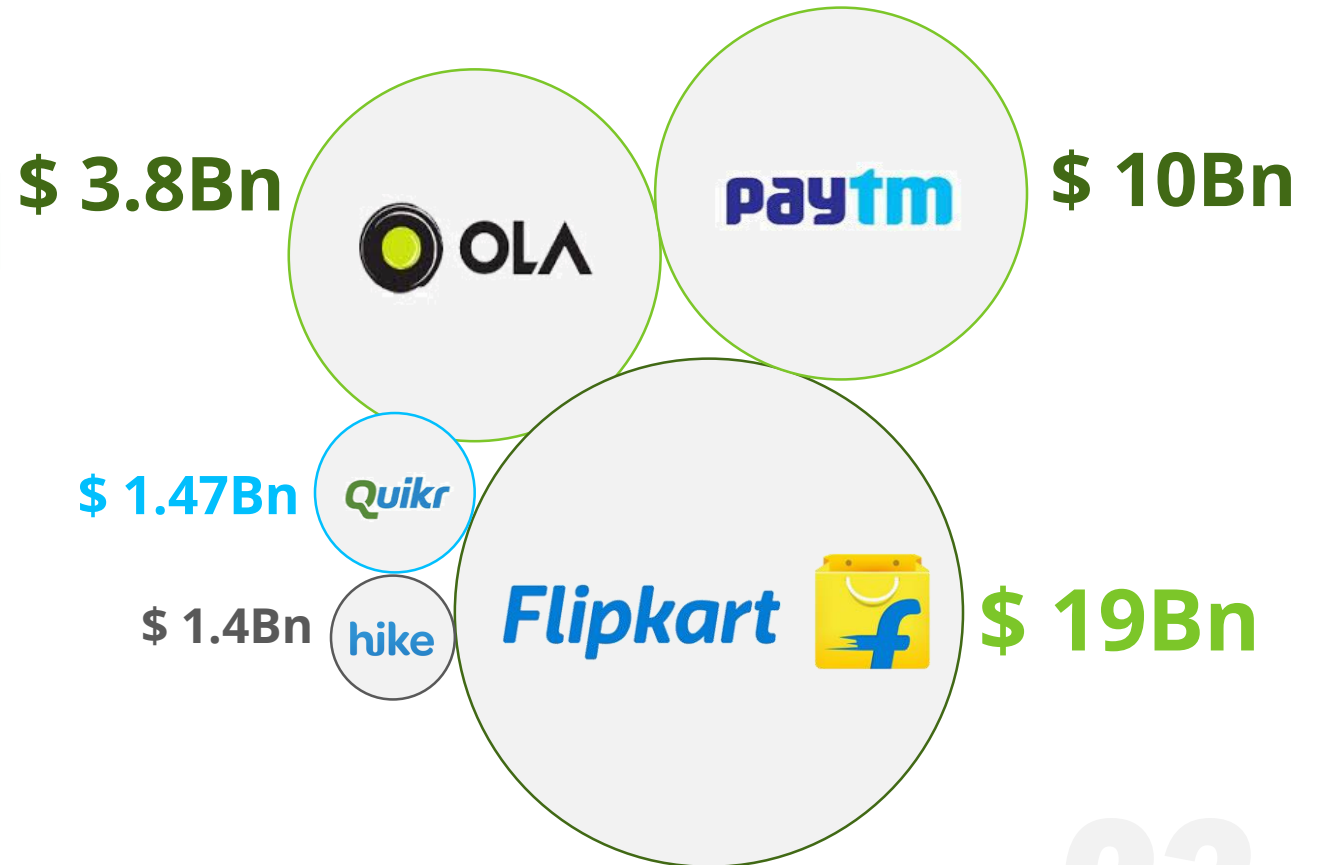 $ 3.8Bn
OLA
paytm
$ 10Bn
$ 1.47Bn
Quikr
$ 1.4Bn
hike
Flipkart
f
$ 19Bn